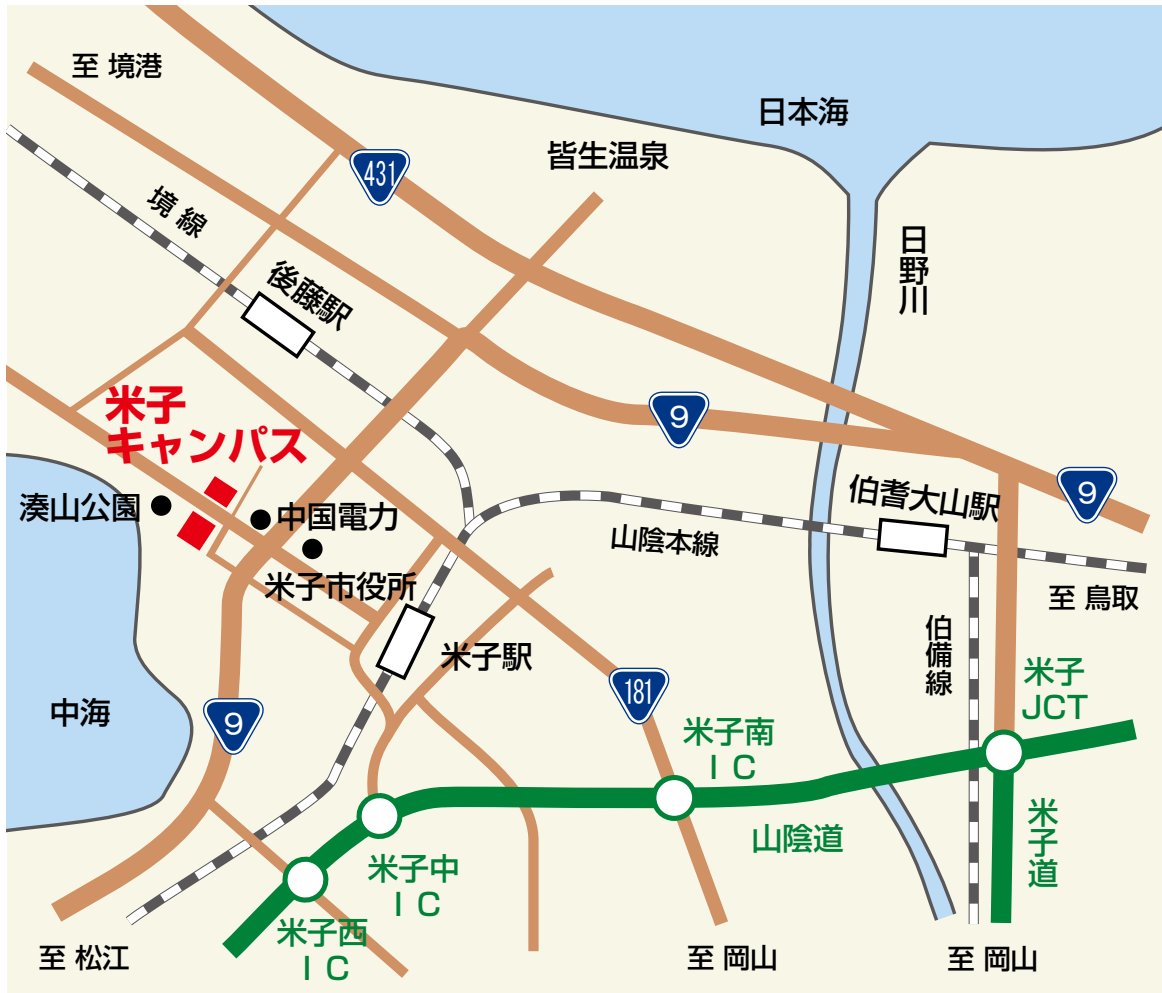 至 境港
日本海
皆生温泉
431
境線
日野川
後藤駅
米子
キャンパス
9
9
伯耆大山駅
湊山公園
中国電力
山陰本線
米子市役所
至 鳥取
伯備線
米子駅
米子
JCT
181
中海
9
米子南
IC
米子道
山陰道
米子中
IC
米子西
IC
至 松江
至 岡山
至 岡山